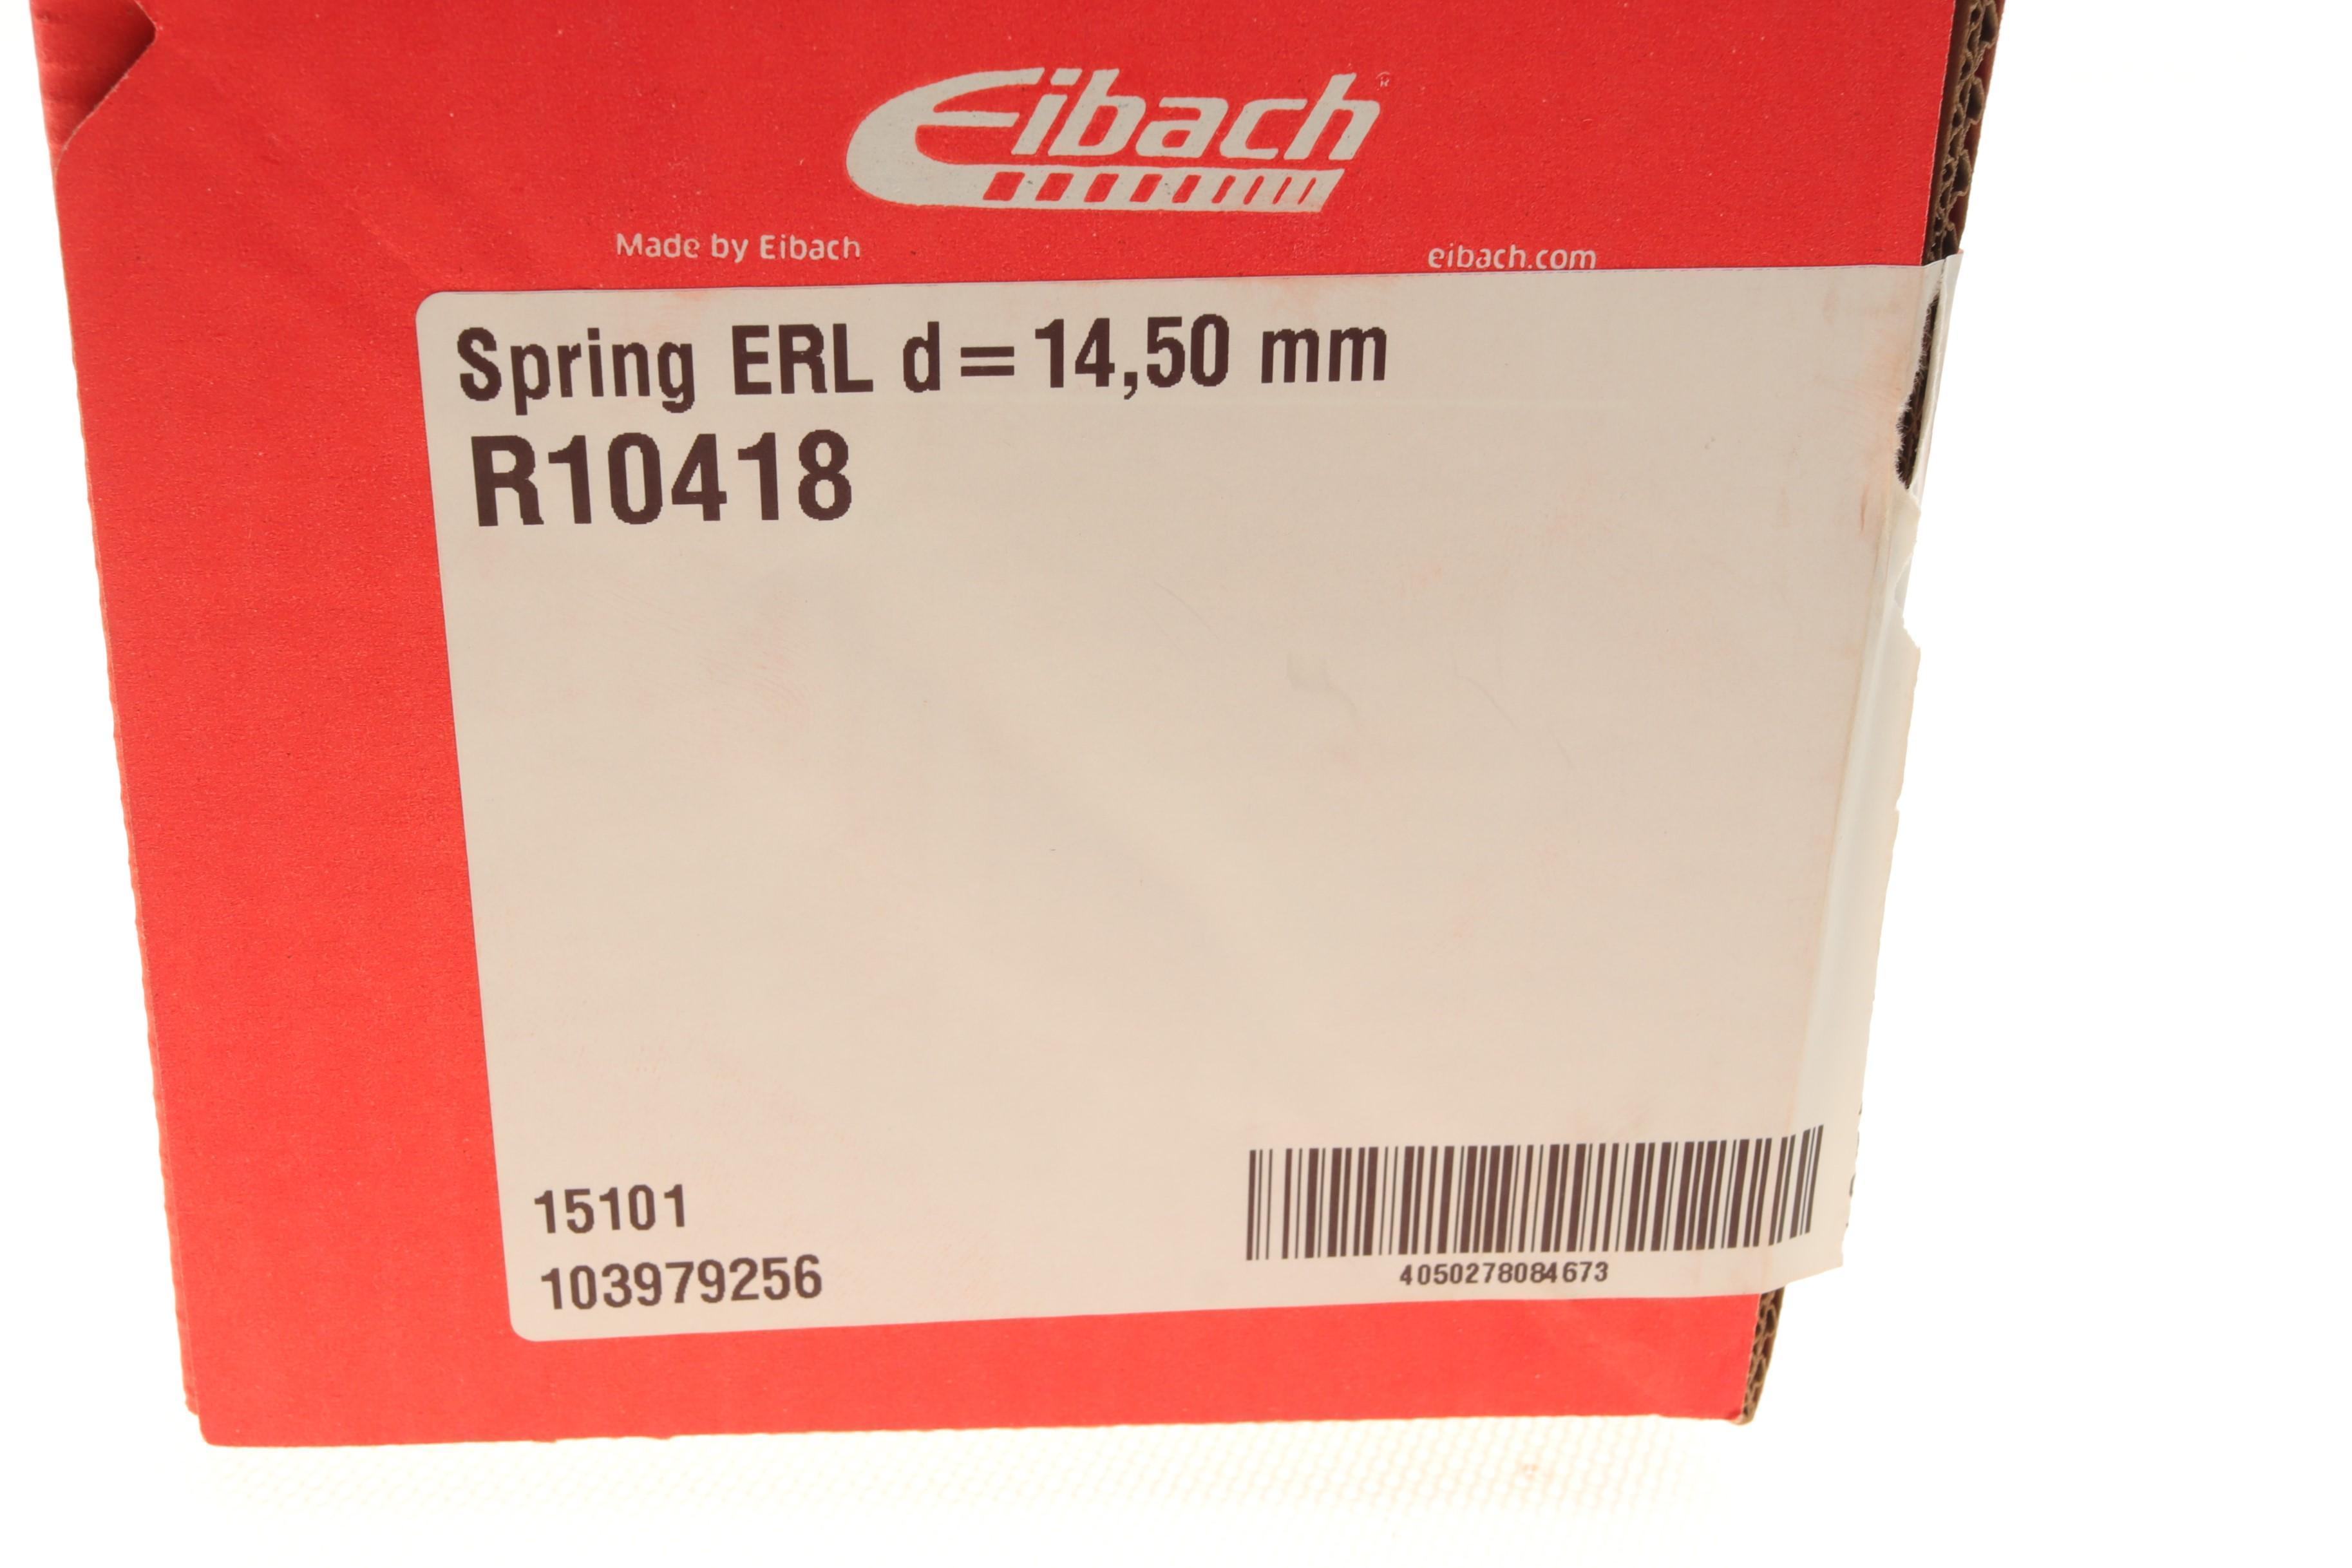 Eibach®
Made by Eibach
eibach.com
Spring ERL d=14,50 mm
R10418
15101
103979256
4050278084673